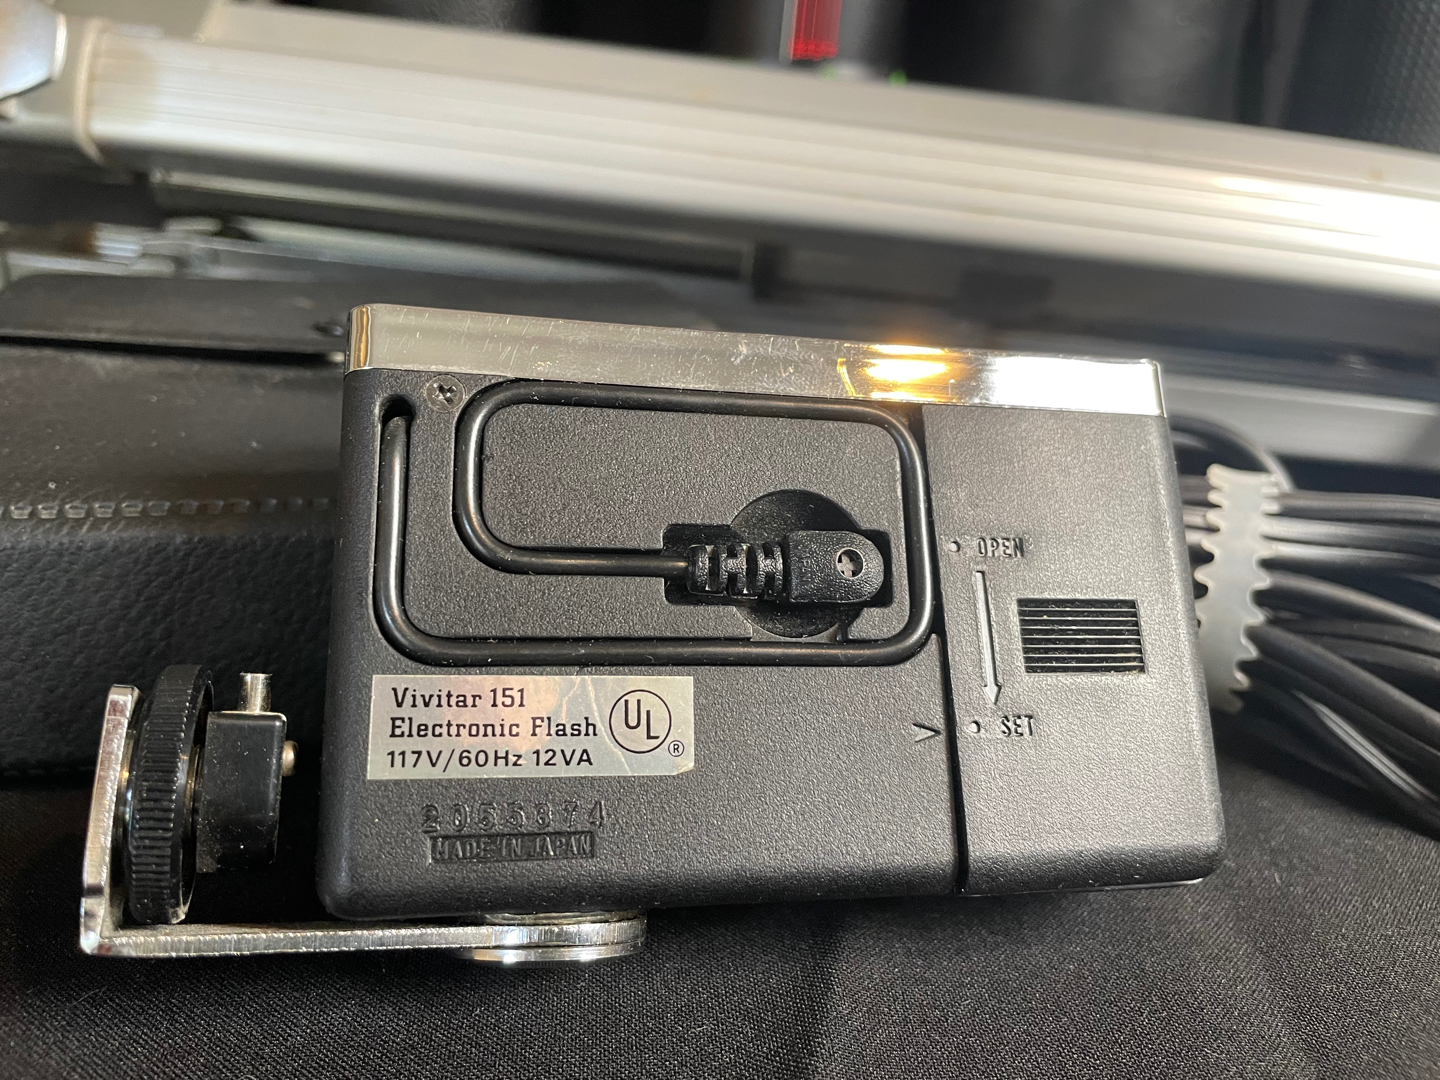 OPEN
SET
>
Vivitar 151
Electronic Flash
117V/60Hz 12VA
UL
®
2055374
MADE IN JAPAN